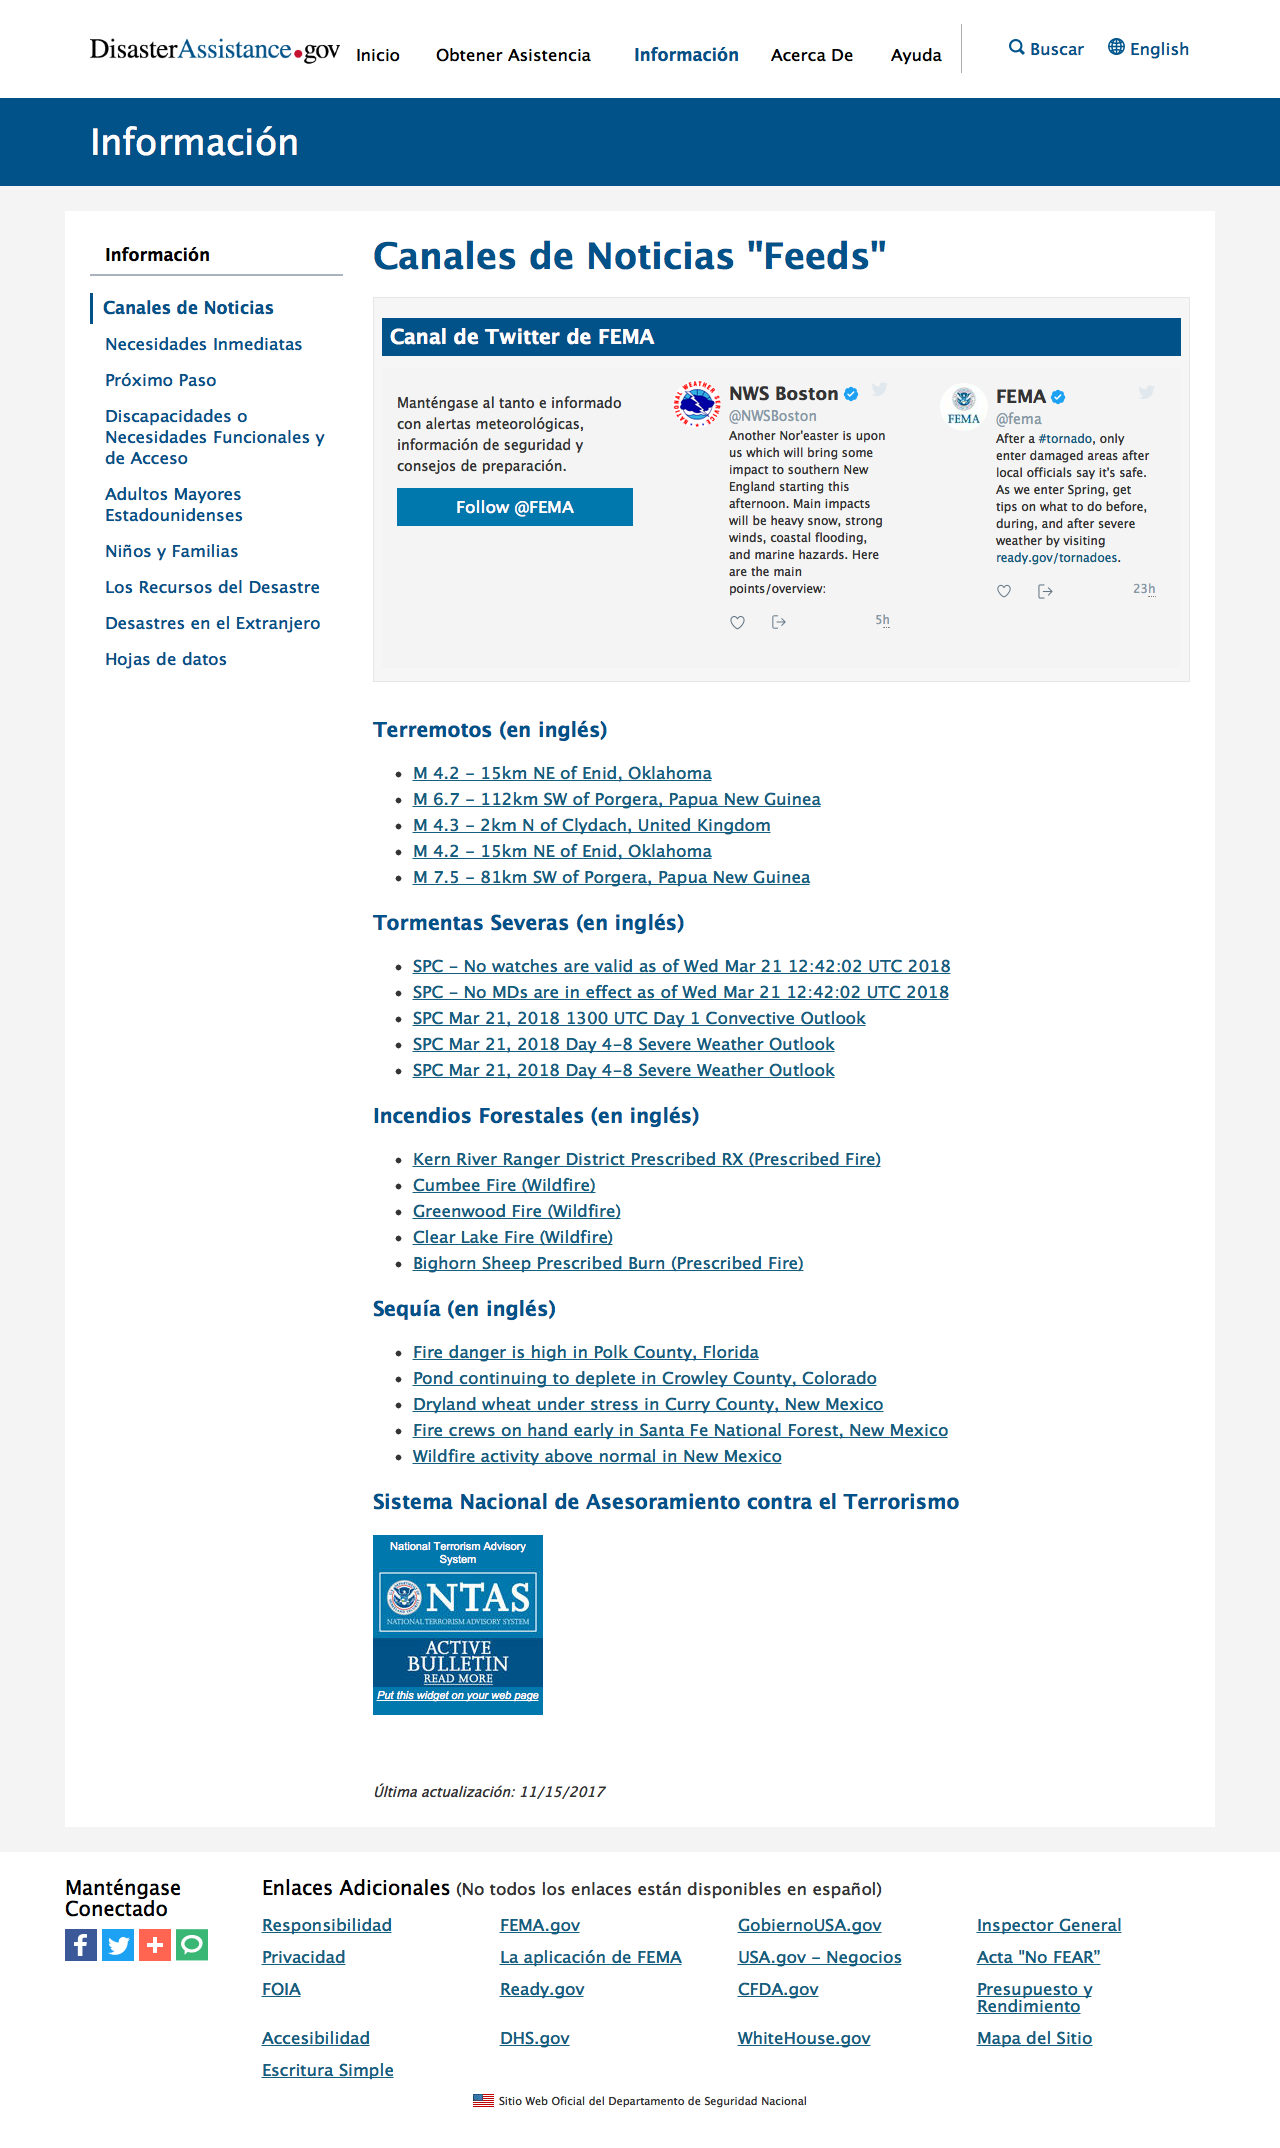 DisasterAssistance.gov
Inicio
Obtener Asistencia
Información
Acerca De
Ayuda
Buscar
English
Información
Información
Canales de Noticias
Necesidades Inmediatas
Próximo Paso
Discapacidades o
Necesidades Funcionales y
de Acceso
Adultos Mayores
Estadounidenses
Niños y Familias
Los Recursos del Desastre
Desastres en el Extranjero
Hojas de datos
Canales de Noticias "Feeds"
Canal de Twitter de FEMA
Manténgase al tanto e informado
con alertas meteorológicas,
información de seguridad y
consejos de preparación.
Follow @FEMA
NATIONAL WEATHER SERVICE
NWS Boston
@NWSBoston
Another Nor'easter is upon
us which will bring some
impact to southern New
England starting this
afternoon. Main impacts
will be heavy snow, strong
winds, coastal flooding,
and marine hazards. Here
are the main
points/overview:
5h
FEMA
FEMA
@fema
After a #tornado, only
enter damaged areas after
local officials say it's safe.
As we enter Spring, get
tips on what to do before,
during, and after severe
weather by visiting
ready.gov/tornadoes.
23h
Terremotos (en inglés)
M 4.2 - 15km NE of Enid, Oklahoma
M 6.7 - 112km SW of Porgera, Papua New Guinea
M 4.3 - 2km N of Clydach, United Kingdom
M 4.2 - 15km NE of Enid, Oklahoma
M 7.5 - 81km SW of Porgera, Papua New Guinea
Tormentas Severas (en inglés)
SPC - No watches are valid as of Wed Mar 21 12:42:02 UTC 2018
SPC - No MDs are in effect as of Wed Mar 21 12:42:02 UTC 2018
SPC Mar 21, 2018 1300 UTC Day 1 Convective Outlook
SPC Mar 21, 2018 Day 4-8 Severe Weather Outlook
SPC Mar 21, 2018 Day 4-8 Severe Weather Outlook
Incendios Forestales (en inglés)
Kern River Ranger District Prescribed RX (Prescribed Fire)
Cumbee Fire (Wildfire)
Greenwood Fire (Wildfire)
Clear Lake Fire (Wildfire)
Bighorn Sheep Prescribed Burn (Prescribed Fire)
Sequía (en inglés)
Fire danger is high in Polk County, Florida
Pond continuing to deplete in Crowley County, Colorado
Dryland wheat under stress in Curry County, New Mexico
Fire crews on hand early in Santa Fe National Forest, New Mexico
Wildfire activity above normal in New Mexico
Sistema Nacional de Asesoramiento contra el Terrorismo
National Terrorism Advisory
System
NTAS
NATIONAL TERRORISM ADVISORY SYSTEM
ACTIVE
BULLETIN
READ MORE
Put this widget on your web page
Última actualización: 11/15/2017
Manténgase
Conectado
Enlaces Adicionales (No todos los enlaces están disponibles en español)
Responsibilidad
FEMA.gov
GobiernoUSA.gov
Inspector General
Privacidad
La aplicación de FEMA
USA.gov - Negocios
Acta "No FEAR"
FOIA
Ready.gov
CFDA.gov
Presupuesto y
Rendimiento
Accesibilidad
DHS.gov
WhiteHouse.gov
Mapa del Sitio
Escritura Simple
Sitio Web Oficial del Departamento de Seguridad Nacional